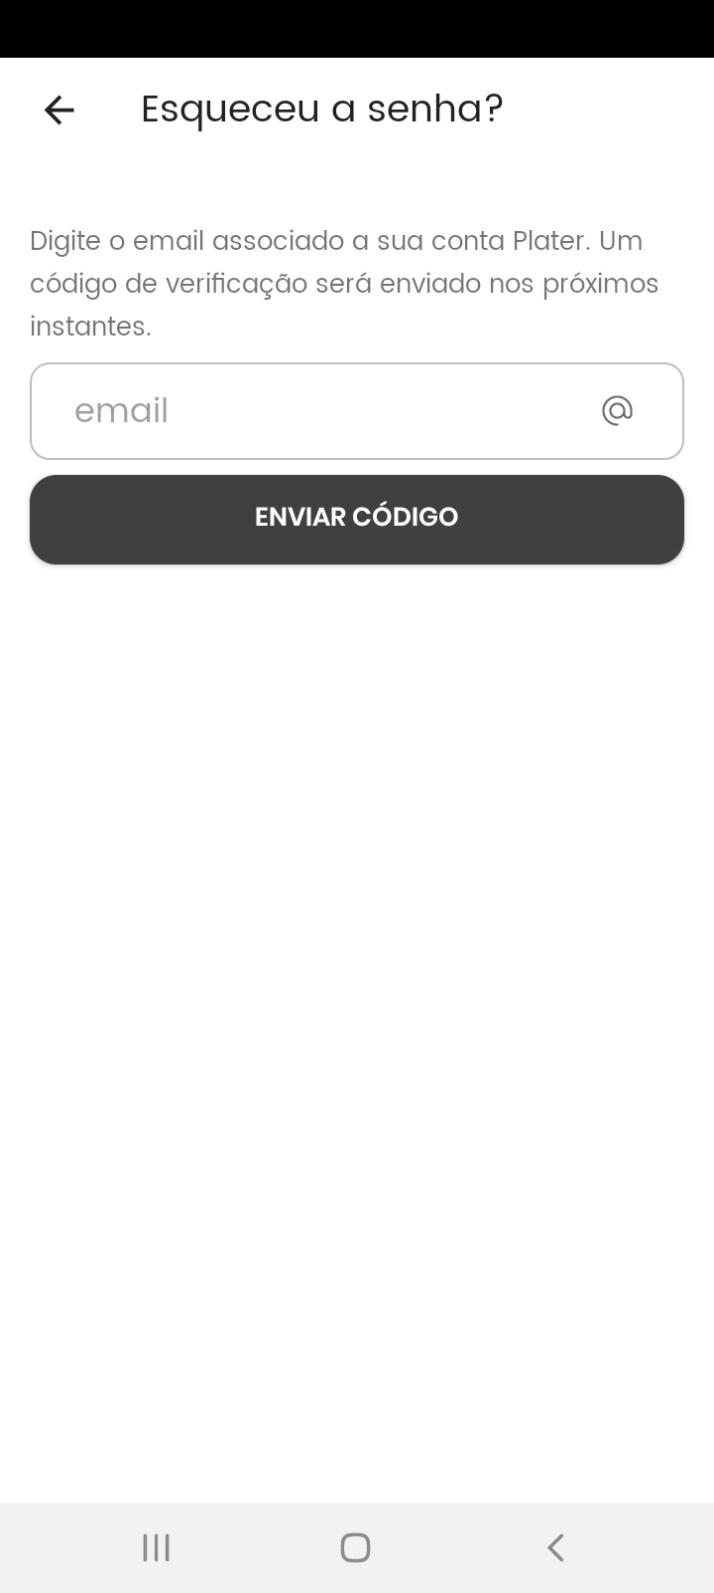 Esqueceu a senha?
Digite o email associado a sua conta Plater. Um
código de verificação será enviado nos próximos
instantes.
email
ENVIAR CÓDIGO